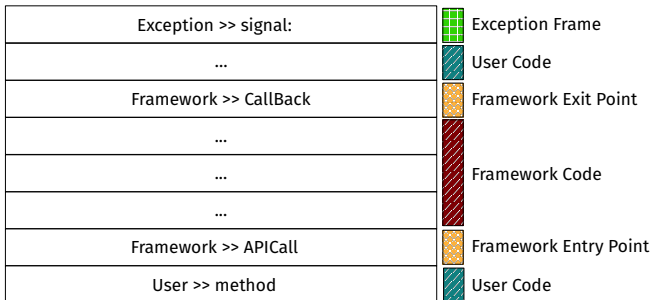 Exception >> signal: Exception Frame
... User Code
Framework >> CallBack Framework Exit Point
...
... Framework Code
...
Framework >> APICall Framework Entry Point
User >> method User Code